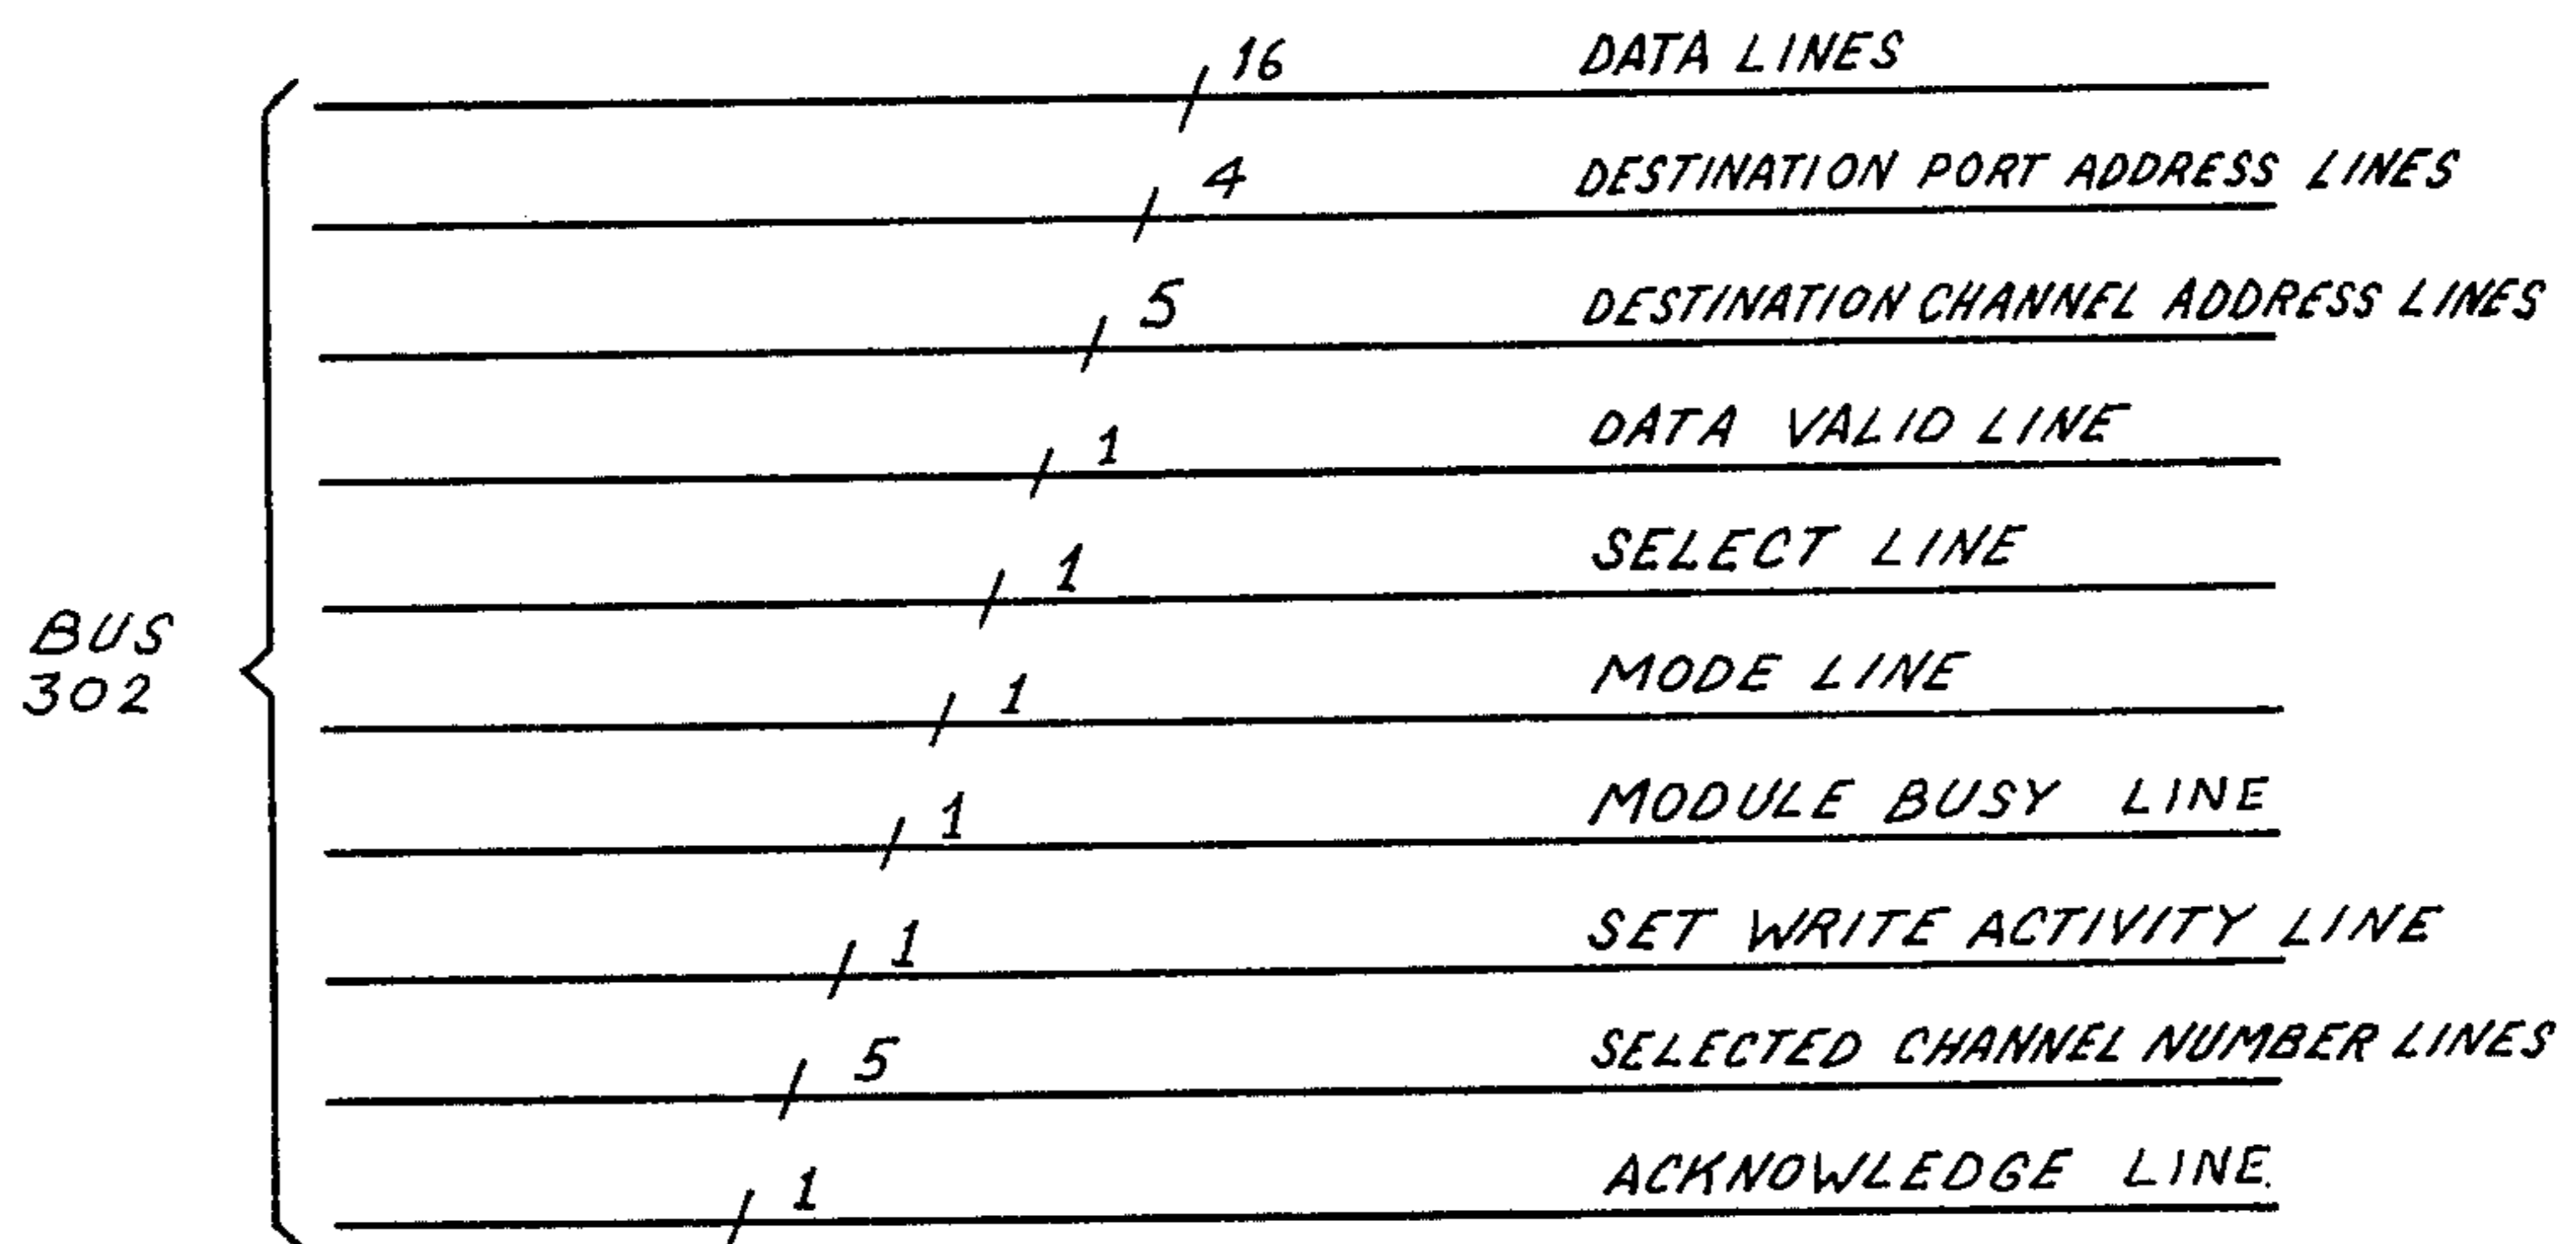 16 DATA LINES
4 DESTINATION PORT ADDRESS LINES
5 DESTINATION CHANNEL ADDRESS LINES
1 DATA VALID LINE
1 SELECT LINE
BUS
302
1 MODE LINE
1 MODULE BUSY LINE
1 SET WRITE ACTIVITY LINE
5 SELECTED CHANNEL NUMBER LINES
1 ACKNOWLEDGE LINE